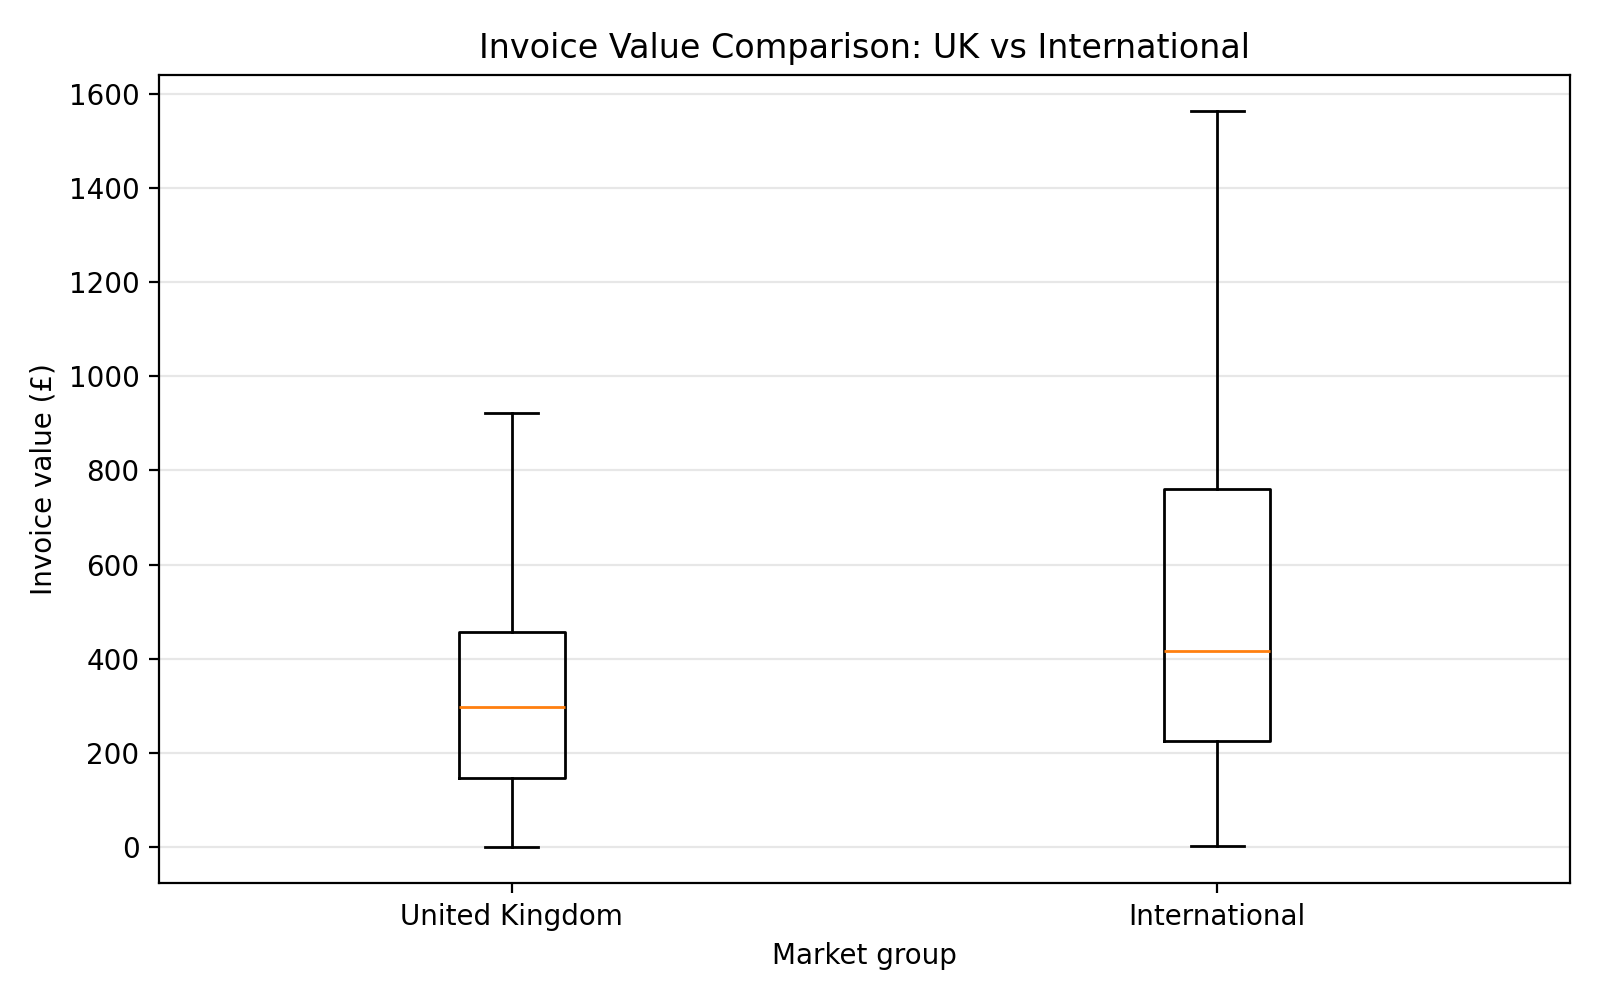 Invoice Value Comparison: UK vs International
Invoice value (£)
1600
1400
1200
1000
800
600
400
200
0
United Kingdom
International
Market group